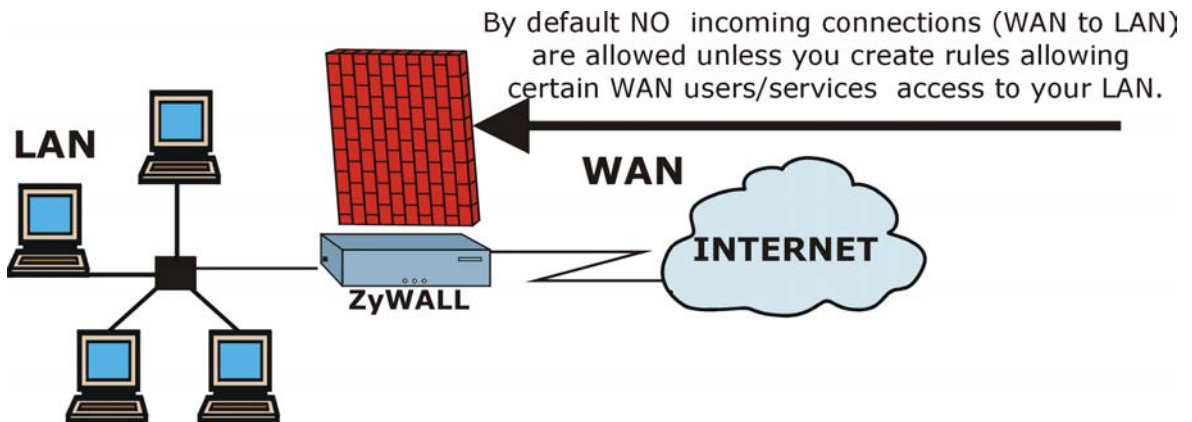 By default NO incoming connections (WAN to LAN)
are allowed unless you create rules allowing
certain WAN users/services access to your LAN.
LAN
WAN
INTERNET
ZyWALL